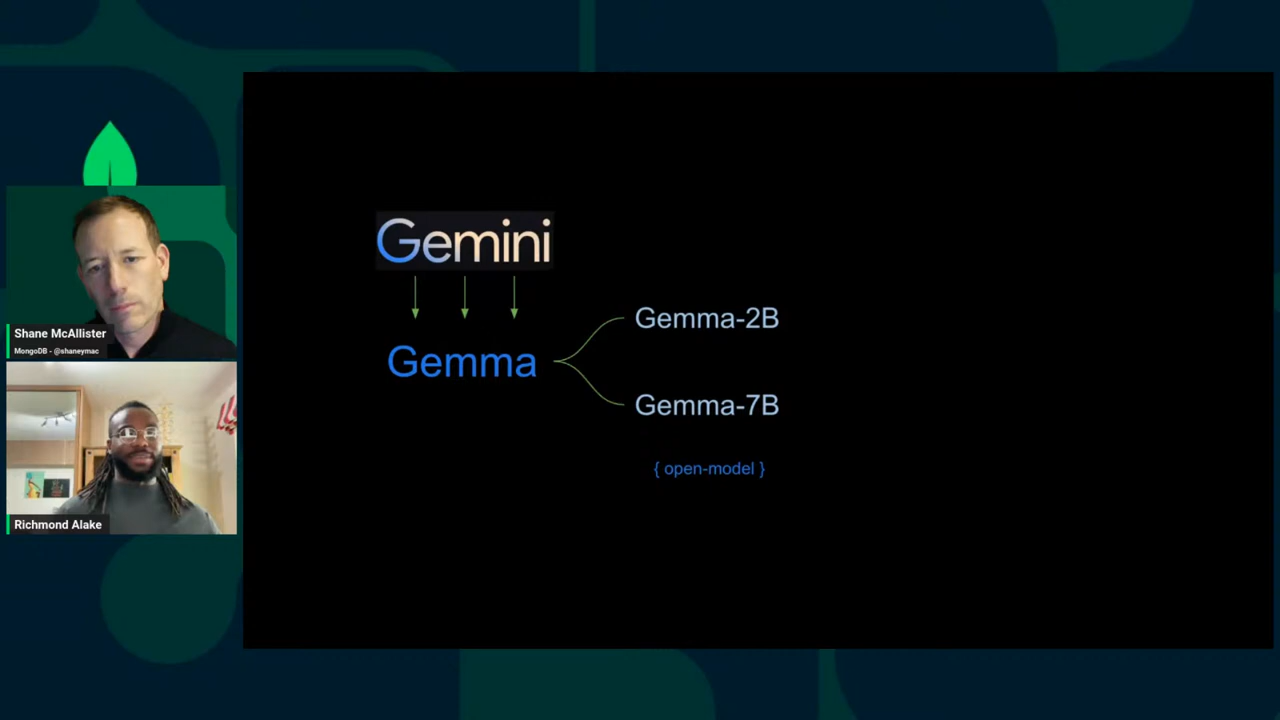 Shane McAllister
MongoDB - @shaneymac
Richmond Alake
Gemini
Gemma
Gemma-2B
Gemma-7B
{ open-model }